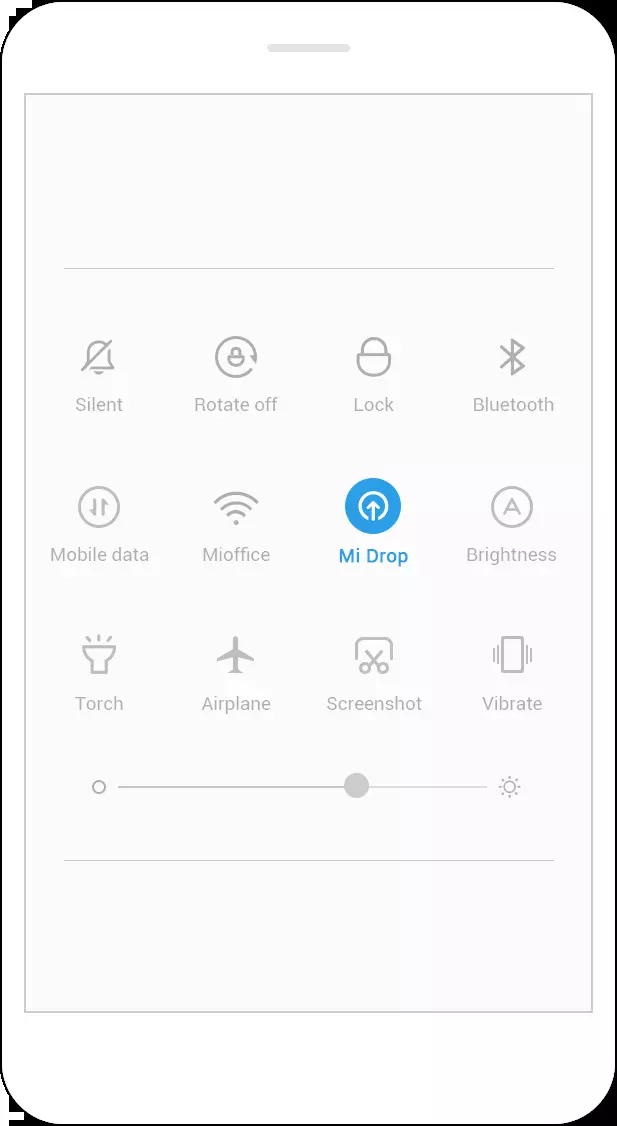 Silent Rotate off Lock Bluetooth
Mobile data Mioffice Mi Drop Brightness
Torch Airplane Screenshot Vibrate